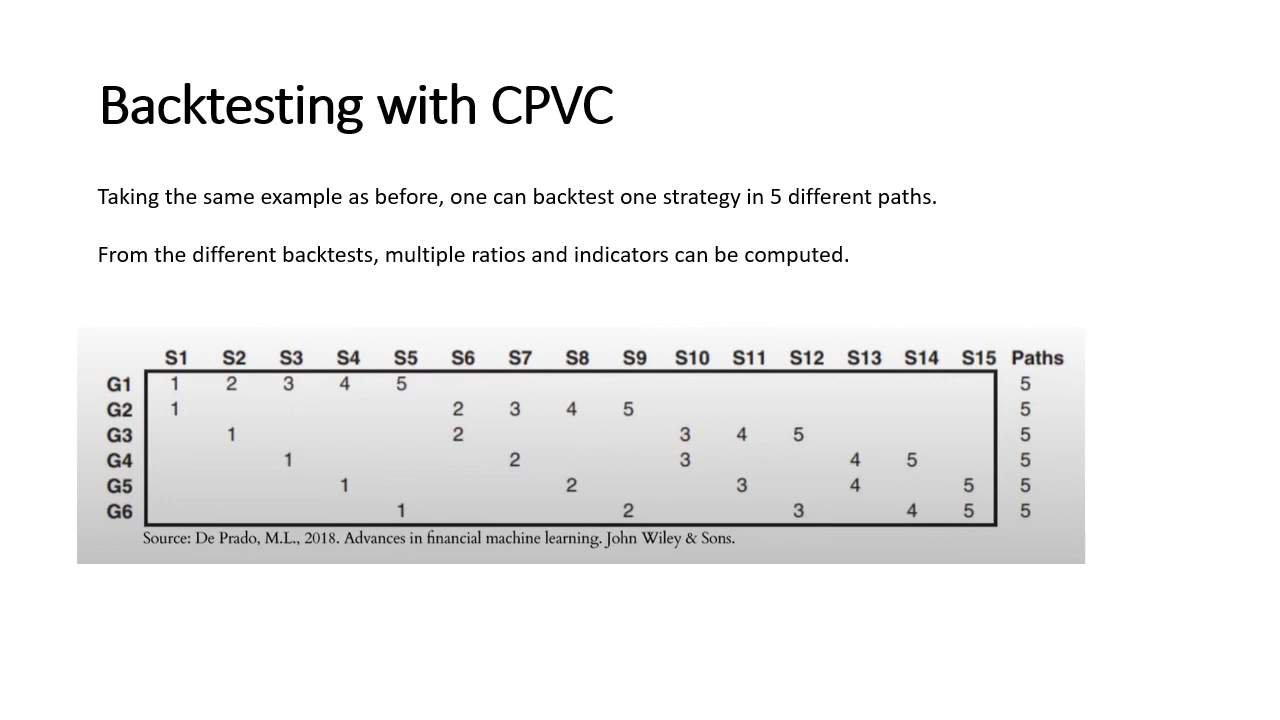 Backtesting with CPVC
Taking the same example as before, one can backtest one strategy in 5 different paths.
From the different backtests, multiple ratios and indicators can be computed.
S1 S2 S3 S4 S5 S6 S7 S8 S9 S10 S11 S12 S13 S14 S15 Paths
G1 1 2 3 4 5 5
G2 1 2 3 4 5 5
G3 1 2 3 4 5 5
G4 1 2 3 4 5 5
G5 1 2 3 4 5 5
G6 1 2 3 4 5 5
Source: De Prado, M.L., 2018. Advances in financial machine learning. John Wiley & Sons.